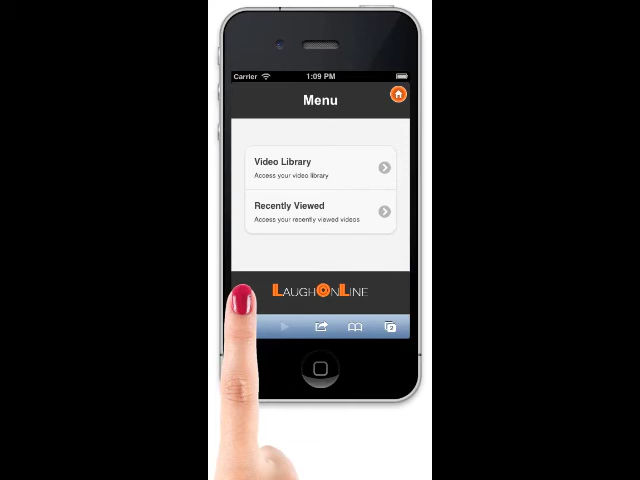 Carrier 1:09 PM
Menu
Video Library
Access your video library
Recently Viewed
Access your recently viewed videos
LAUGHONLINE
2